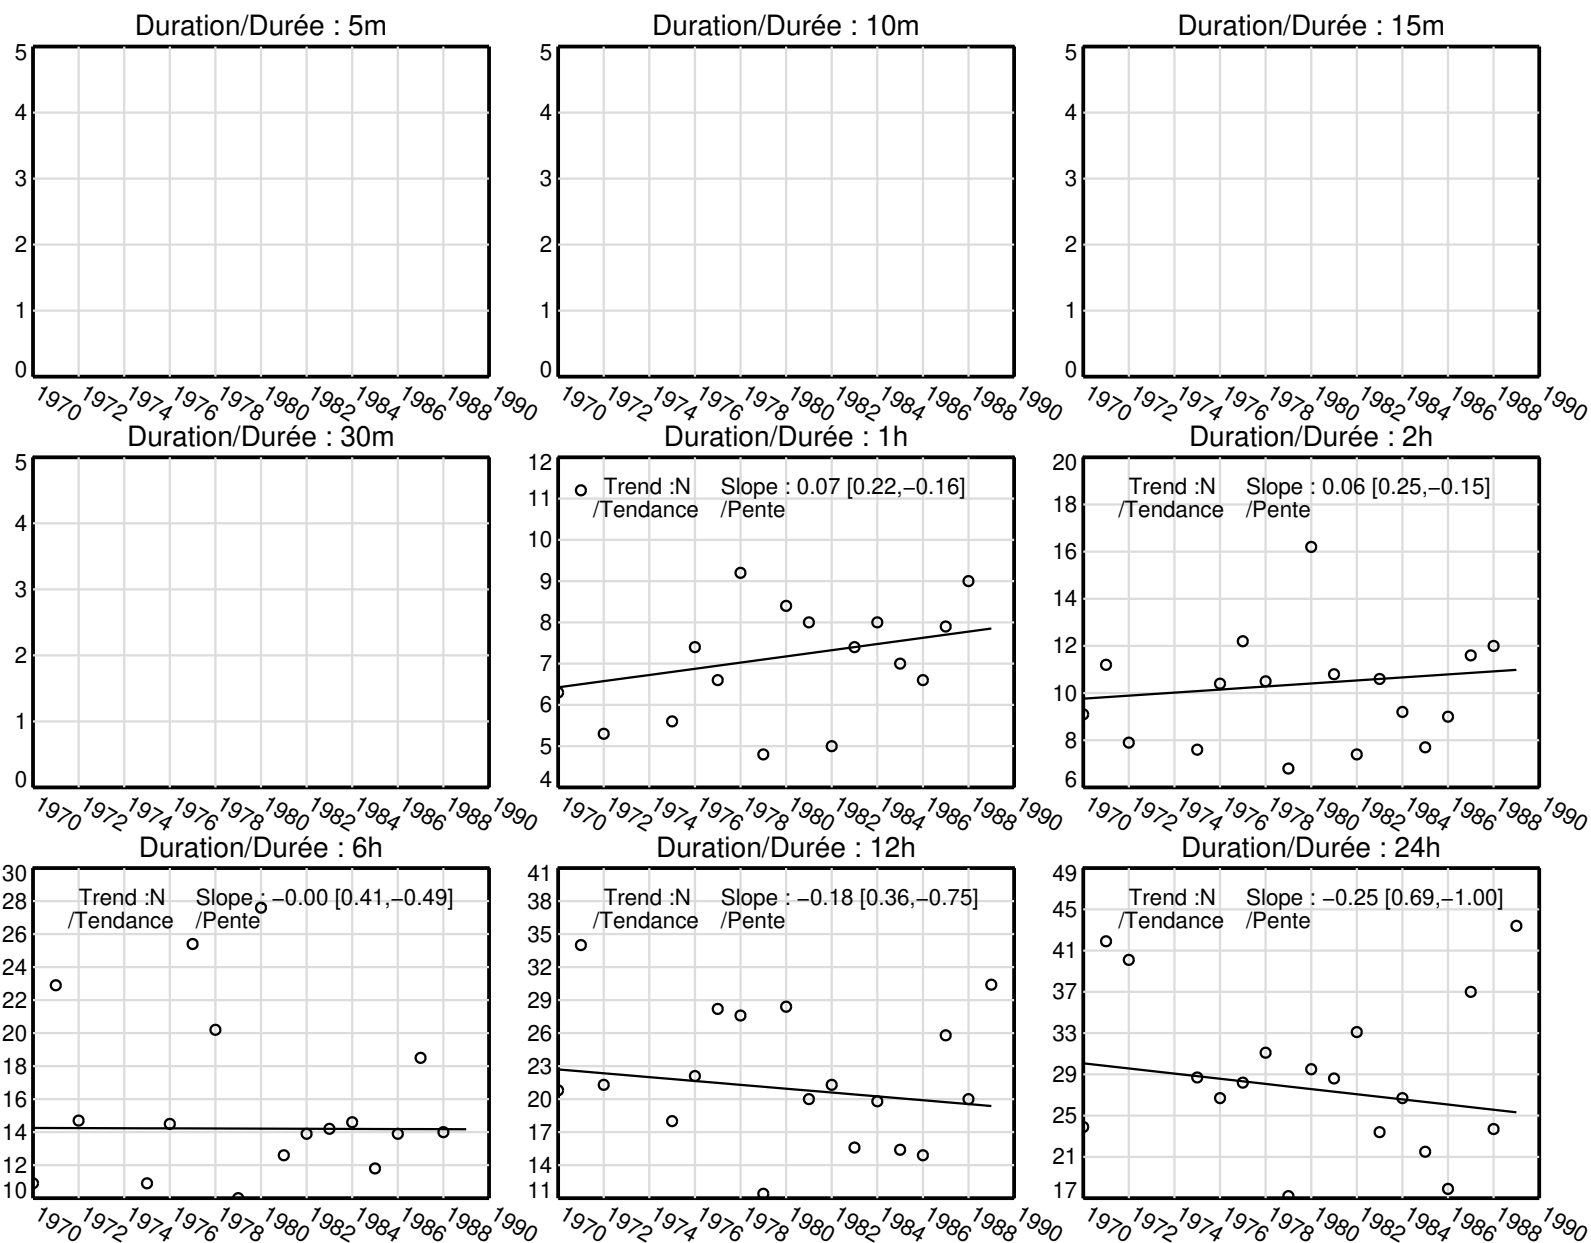 Duration/Durée : 5m
5
4
3
2
1
0
1970 1972 1974 1976 1978 1980 1982 1984 1986 1988 1990
Duration/Durée : 10m
5
4
3
2
1
0
1970 1972 1974 1976 1978 1980 1982 1984 1986 1988 1990
Duration/Durée : 15m
5
4
3
2
1
0
1970 1972 1974 1976 1978 1980 1982 1984 1986 1988 1990
Duration/Durée : 30m
5
4
3
2
1
0
1970 1972 1974 1976 1978 1980 1982 1984 1986 1988 1990
Duration/Durée : 1h
Trend :N Slope : 0.07 [0.22,−0.16]
/Tendance /Pente
12
11
10
9
8
7
6
5
4
1970 1972 1974 1976 1978 1980 1982 1984 1986 1988 1990
Duration/Durée : 2h
Trend :N Slope : 0.06 [0.25,−0.15]
/Tendance /Pente
20
18
16
14
12
10
8
6
1970 1972 1974 1976 1978 1980 1982 1984 1986 1988 1990
Duration/Durée : 6h
Trend :N Slope : −0.00 [0.41,−0.49]
/Tendance /Pente
30
28
26
24
22
20
18
16
14
12
10
1970 1972 1974 1976 1978 1980 1982 1984 1986 1988 1990
Duration/Durée : 12h
Trend :N Slope : −0.18 [0.36,−0.75]
/Tendance /Pente
41
38
35
32
29
26
23
20
17
14
11
1970 1972 1974 1976 1978 1980 1982 1984 1986 1988 1990
Duration/Durée : 24h
Trend :N Slope : −0.25 [0.69,−1.00]
/Tendance /Pente
49
45
41
37
33
29
25
21
17
1970 1972 1974 1976 1978 1980 1982 1984 1986 1988 1990